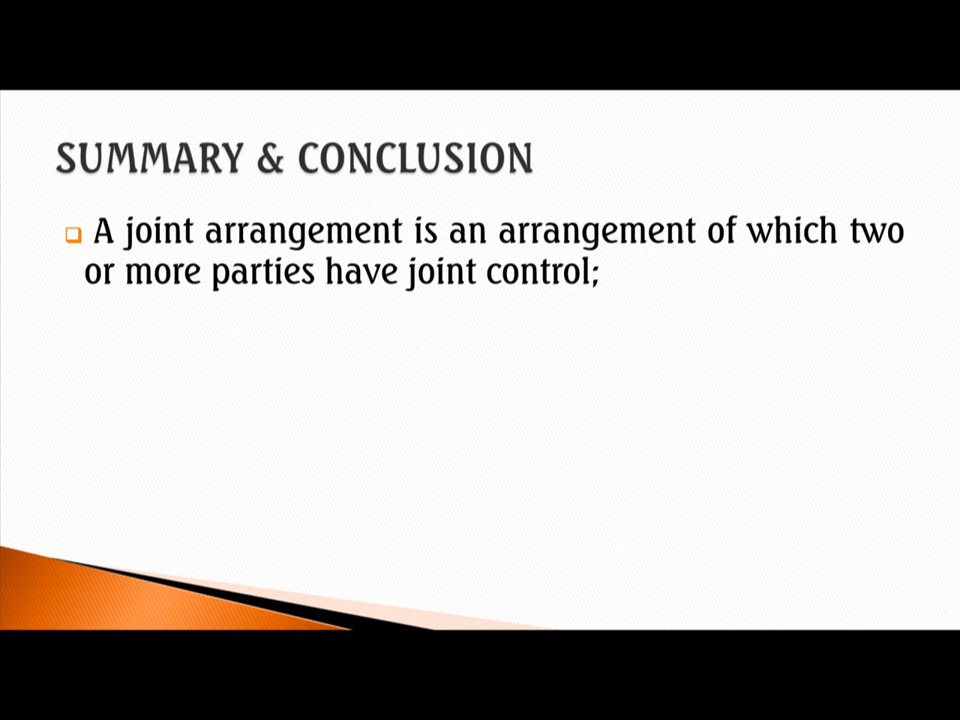 SUMMARY & CONCLUSION
A joint arrangement is an arrangement of which two
or more parties have joint control;